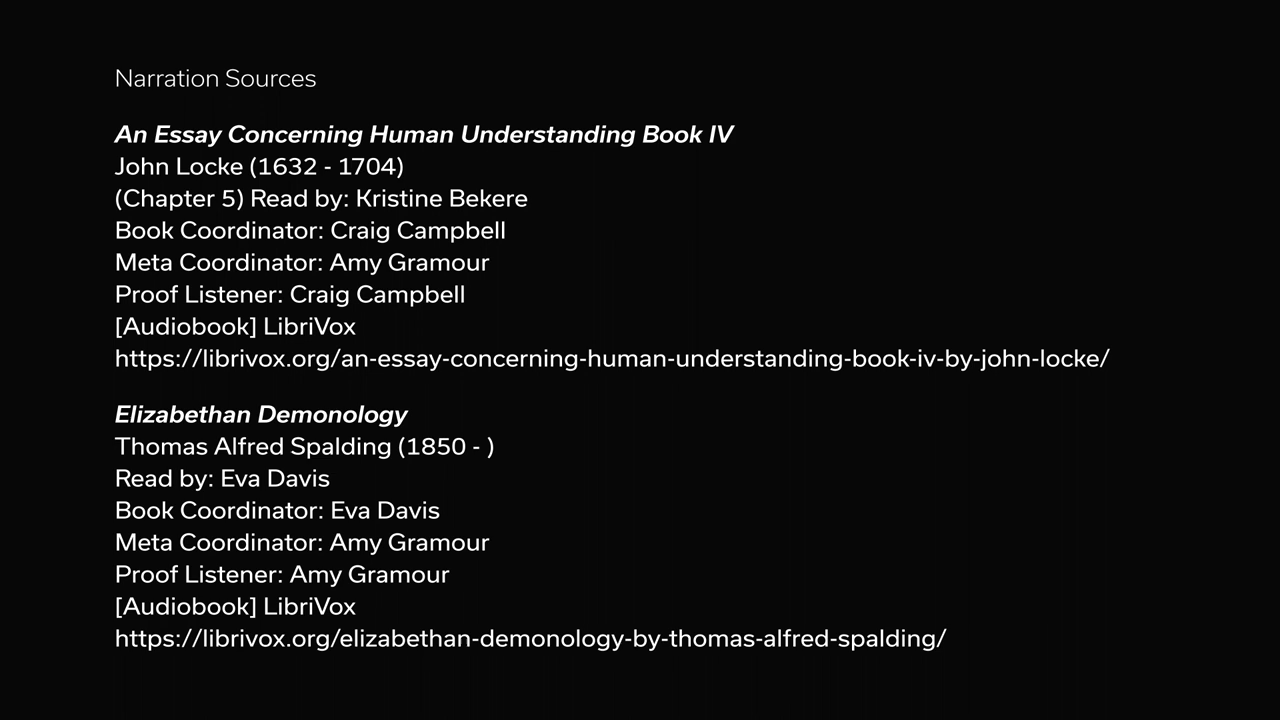 Narration Sources
An Essay Concerning Human Understanding Book IV
John Locke (1632 - 1704)
(Chapter 5) Read by: Kristine Bekere
Book Coordinator: Craig Campbell
Meta Coordinator: Amy Gramour
Proof Listener: Craig Campbell
[Audiobook] LibriVox
https://librivox.org/an-essay-concerning-human-understanding-book-iv-by-john-locke/
Elizabethan Demonology
Thomas Alfred Spalding (1850 - )
Read by: Eva Davis
Book Coordinator: Eva Davis
Meta Coordinator: Amy Gramour
Proof Listener: Amy Gramour
[Audiobook] LibriVox
https://librivox.org/elizabethan-demonology-by-thomas-alfred-spalding/